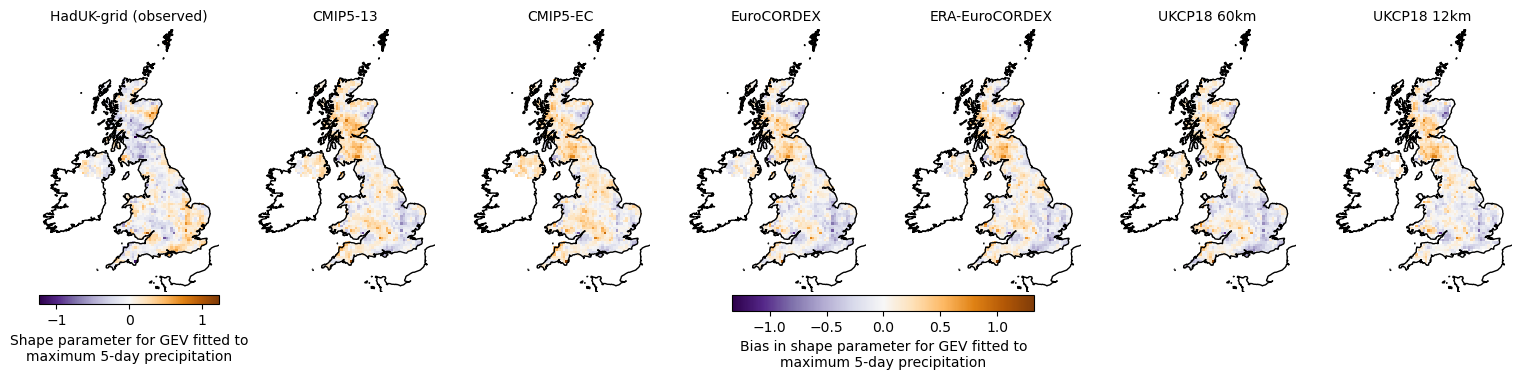 HadUK-grid (observed)
CMIP5-13
CMIP5-EC
EuroCORDEX
ERA-EuroCORDEX
UKCP18 60km
UKCP18 12km
−1 0 1
Shape parameter for GEV fitted to
maximum 5-day precipitation
−1.0 −0.5 0.0 0.5 1.0
Bias in shape parameter for GEV fitted to
maximum 5-day precipitation